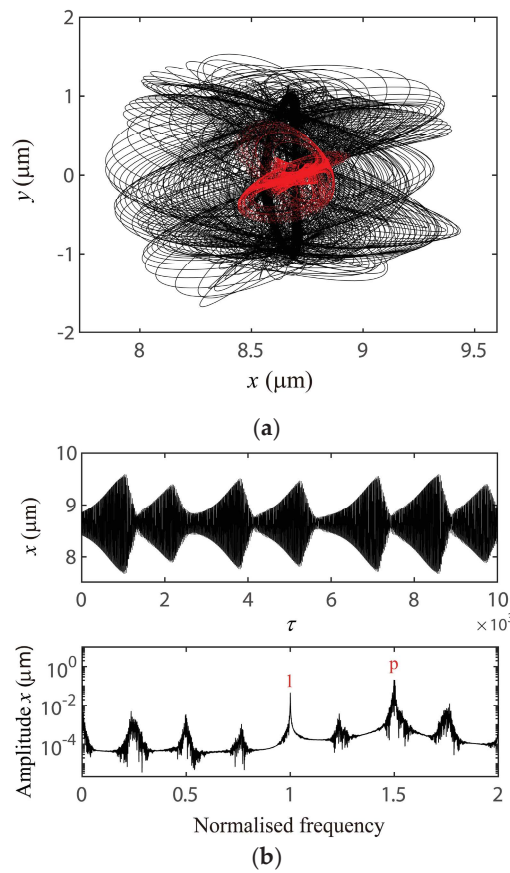 2
1
y (μm)
0
-1
-2
8
8.5
9
9.5
x (μm)
(a)
10
x (μm)
9
8
0
2
4
6
8
10
τ
× 10³
Amplitude x (μm)
10⁰
10⁻²
10⁻⁴
l
p
0
0.5
1
1.5
2
Normalised frequency
(b)